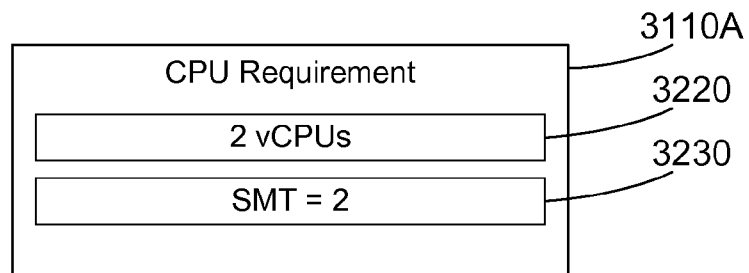 3110A
CPU Requirement
3220
2 vCPUs
3230
SMT = 2